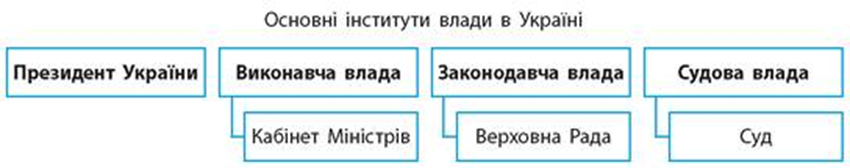 Основні інститути влади в Україні
Президент України
Виконавча влада
Законодавча влада
Судова влада
Кабінет Міністрів
Верховна Рада
Суд